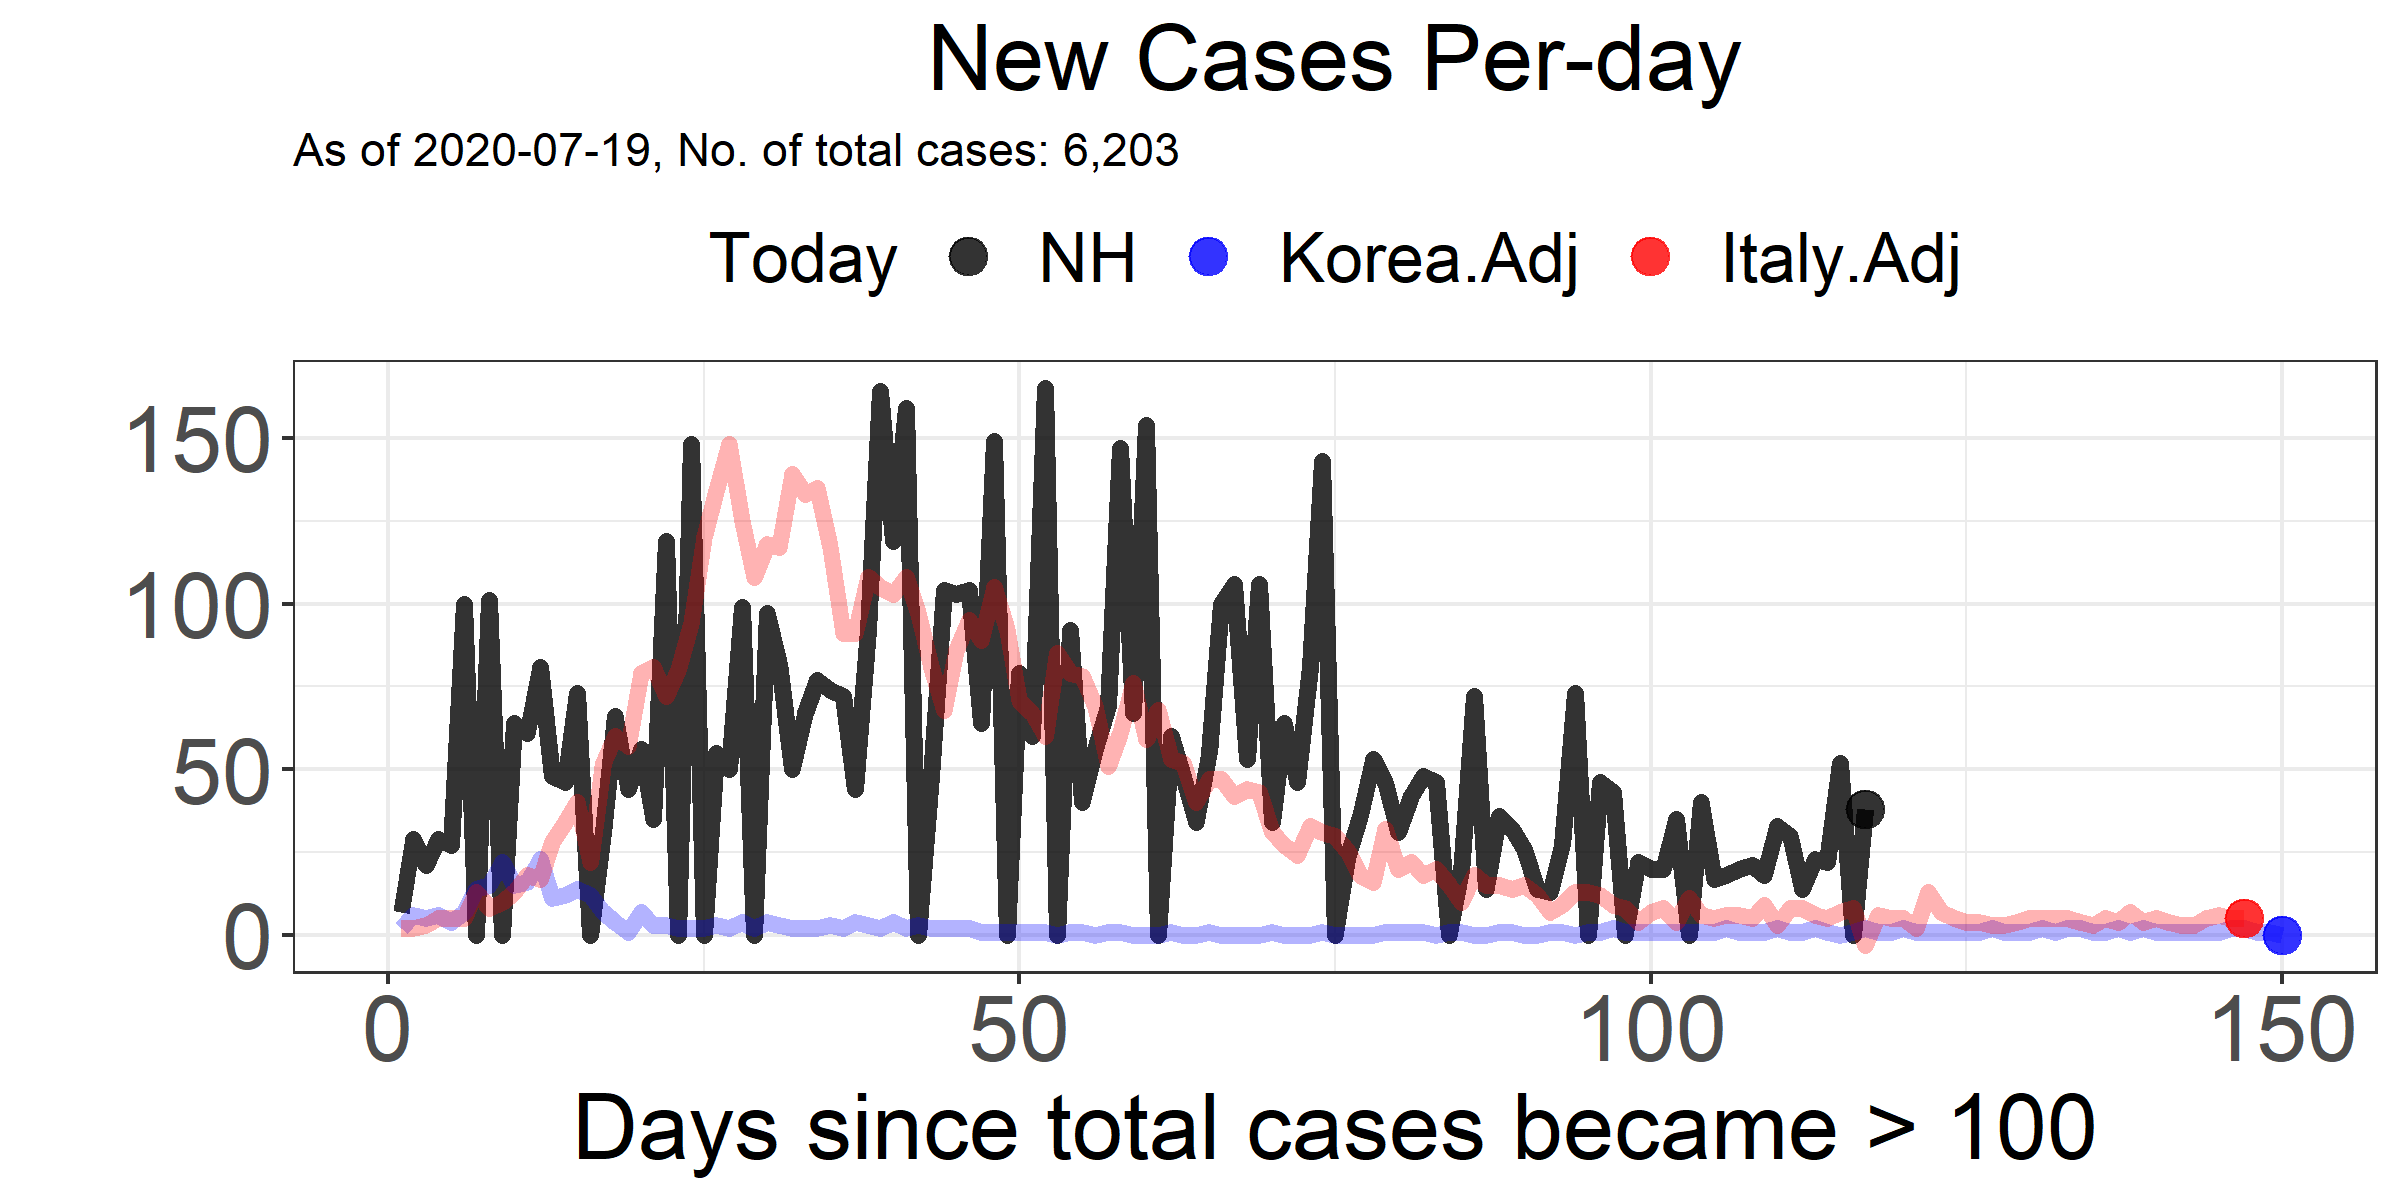 New Cases Per-day
As of 2020-07-19, No. of total cases: 6,203
Today NH Korea.Adj Italy.Adj
150
100
50
0
0 50 100 150
Days since total cases became > 100